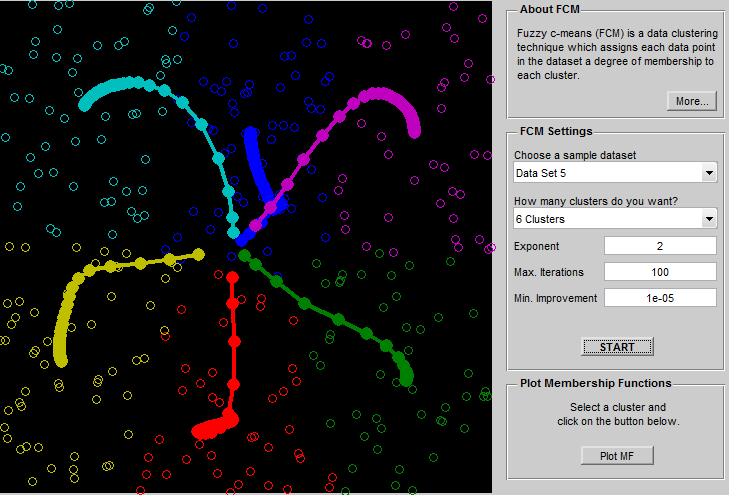 About FCM
Fuzzy c-means (FCM) is a data clustering
technique which assigns each data point
in the dataset a degree of membership to
each cluster.
More...
FCM Settings
Choose a sample dataset
Data Set 5
How many clusters do you want?
6 Clusters
Exponent 2
Max. Iterations 100
Min. Improvement 1e-05
START
Plot Membership Functions
Select a cluster and
click on the button below.
Plot MF